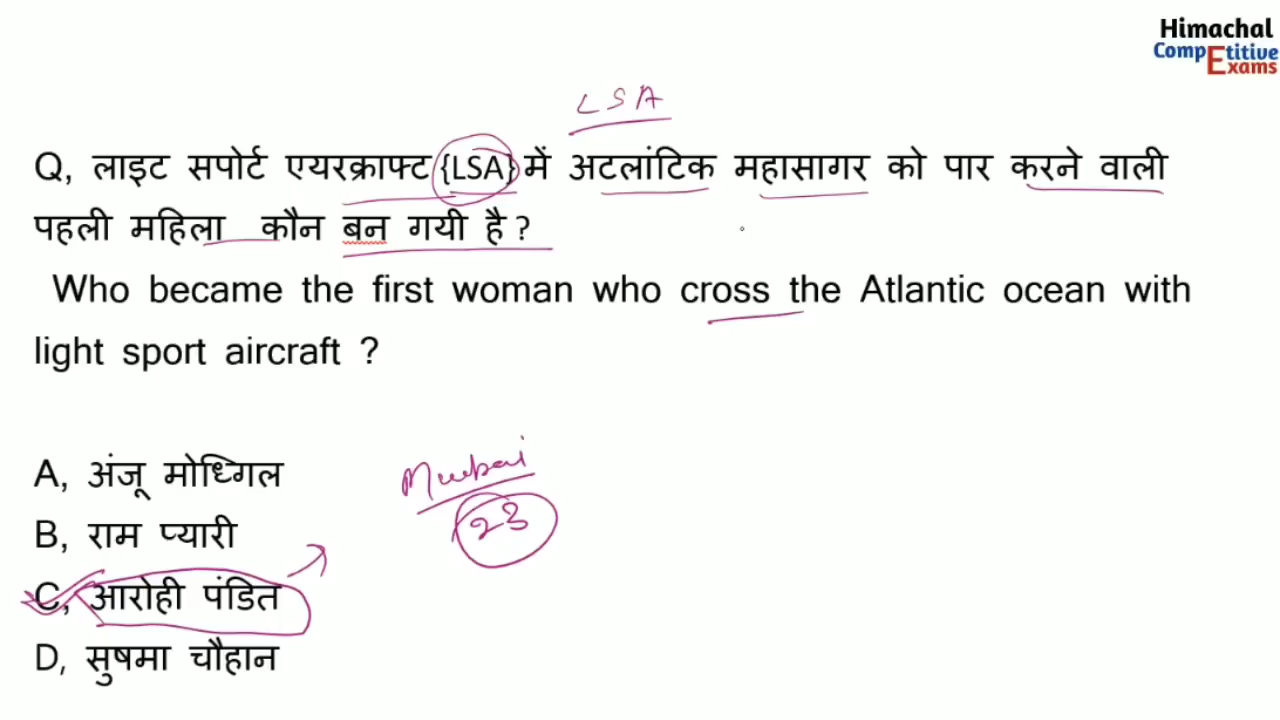 Himachal
Competitive
Exams
LSA
Q, लाइट सपोर्ट एयरक्राफ्ट {LSA} में अटलांटिक महासागर को पार करने वाली
पहली महिला कौन बन गयी है ?
Who became the first woman who cross the Atlantic ocean with
light sport aircraft ?
A, अंजू मोध्गिल
Mumbai
23
B, राम प्यारी
C, आरोही पंडित
D, सुषमा चौहान